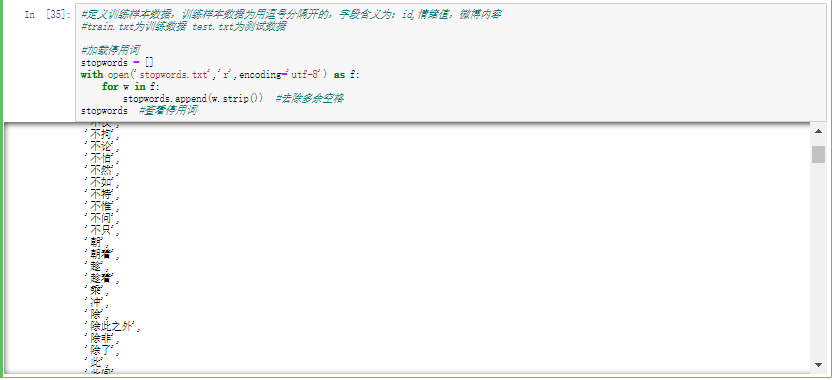 In [35]:
#定义训练样本数据，训练样本数据为用逗号分隔开的，字段含义为：id,情绪值，微博内容
#train.txt为训练数据 test.txt为测试数据
#加载停用词
stopwords = []
with open('stopwords.txt','r',encoding='utf-8') as f:
for w in f:
stopwords.append(w.strip())  #去除多余空格
stopwords  #查看停用词
'不拘',
'不论',
'不怕',
'不然',
'不如',
'不特',
'不惟',
'不问',
'不只',
'朝',
'朝着',
'趁',
'趁着',
'乘',
'冲',
'除',
'除此之外',
'除非',
'除了',
'此',